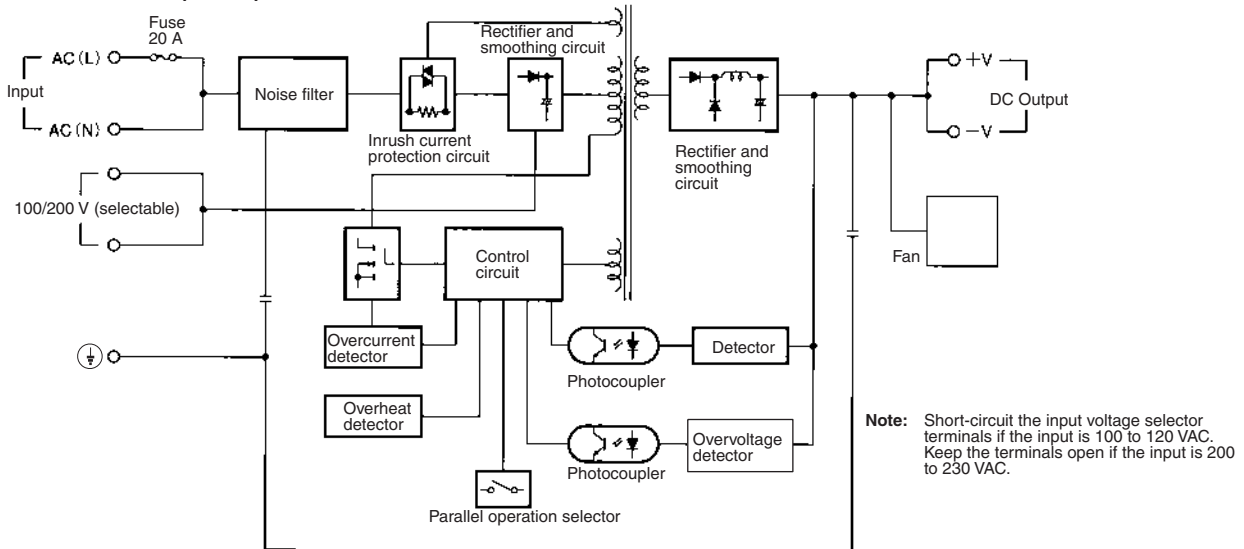 Fuse
20 A
Rectifier and
smoothing circuit
AC (L)
Input
AC (N)
Noise filter
Inrush current
protection circuit
Rectifier and
smoothing
circuit
+V
DC Output
−V
100/200 V (selectable)
Control
circuit
Fan
Overcurrent
detector
Detector
Photocoupler
Overheat
detector
Overvoltage
detector
Photocoupler
Parallel operation selector
Note: Short-circuit the input voltage selector
terminals if the input is 100 to 120 VAC.
Keep the terminals open if the input is 200
to 230 VAC.